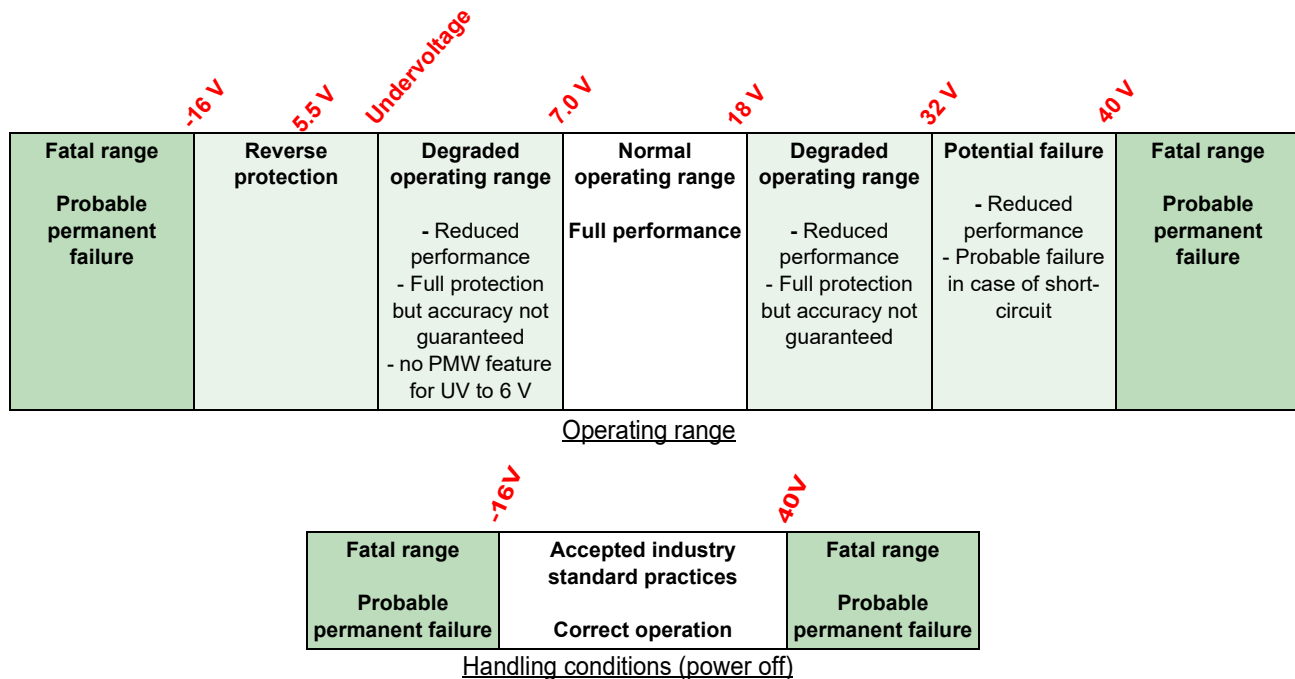 -16 V
5.5 V
Undervoltage
7.0 V
18 V
32 V
40 V
Fatal range
Probable
permanent
failure
Reverse
protection
Degraded
operating range
- Reduced
performance
- Full protection
but accuracy not
guaranteed
- no PMW feature
for UV to 6 V
Normal
operating range
Full performance
Degraded
operating range
- Reduced
performance
- Full protection
but accuracy not
guaranteed
Potential failure
- Reduced
performance
- Probable failure
in case of short-
circuit
Fatal range
Probable
permanent
failure
Operating range
-16V
40V
Fatal range
Probable
permanent failure
Accepted industry
standard practices
Correct operation
Fatal range
Probable
permanent failure
Handling conditions (power off)